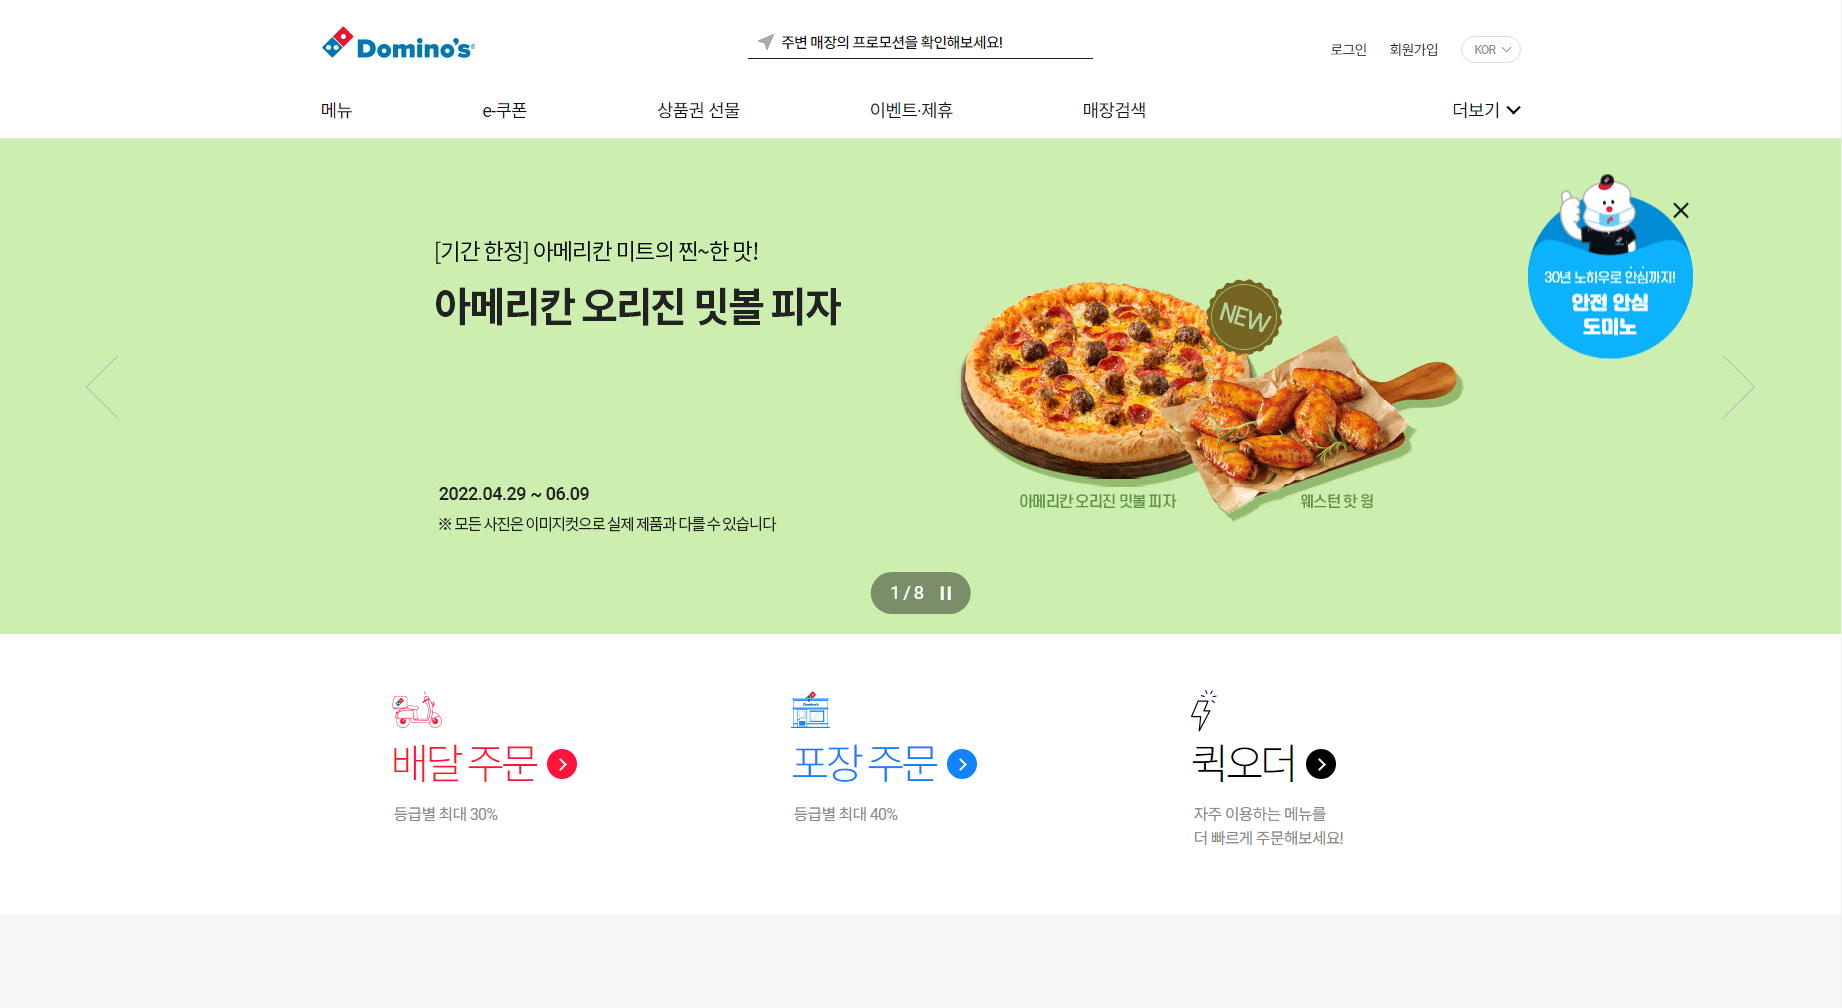 Domino's
주변 매장의 프로모션을 확인해보세요!
로그인
회원가입
KOR
메뉴
e-쿠폰
상품권 선물
이벤트·제휴
매장검색
더보기
[기간 한정] 아메리칸 미트의 찐~한 맛!
아메리칸 오리진 밋볼 피자
NEW
30년 노하우로 안심까지!
안전 안심
도미노
2022.04.29 ~ 06.09
※ 모든 사진은 이미지컷으로 실제 제품과 다를 수 있습니다
아메리칸 오리진 밋볼 피자
웨스턴 핫 윙
1 / 8
배달 주문
등급별 최대 30%
Domino's
포장 주문
등급별 최대 40%
퀵오더
자주 이용하는 메뉴를
더 빠르게 주문해보세요!